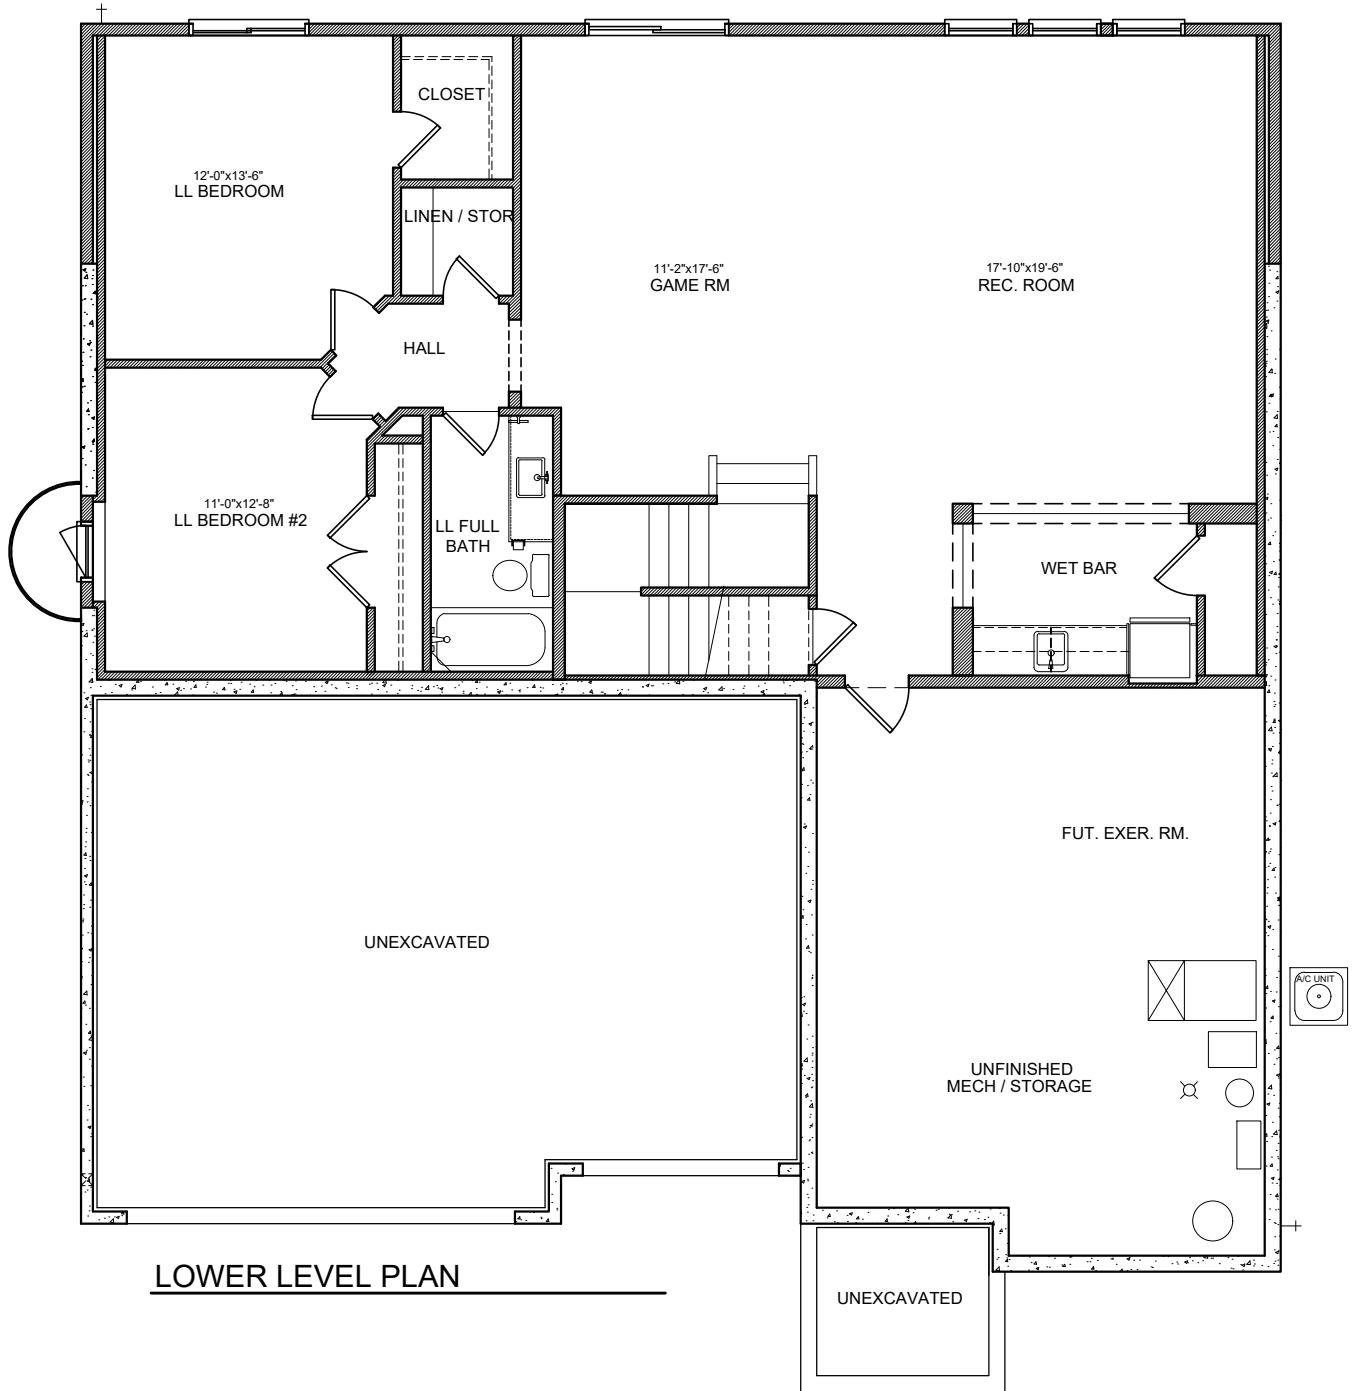 CLOSET
12'-0"x13'-6"
LL BEDROOM
LINEN / STOR
11'-2"x17'-6"
GAME RM
17'-10"x19'-6"
REC. ROOM
HALL
11'-0"x12'-8"
LL BEDROOM #2
LL FULL
BATH
WET BAR
FUT. EXER. RM.
UNEXCAVATED
A/C UNIT
UNFINISHED
MECH / STORAGE
LOWER LEVEL PLAN
UNEXCAVATED